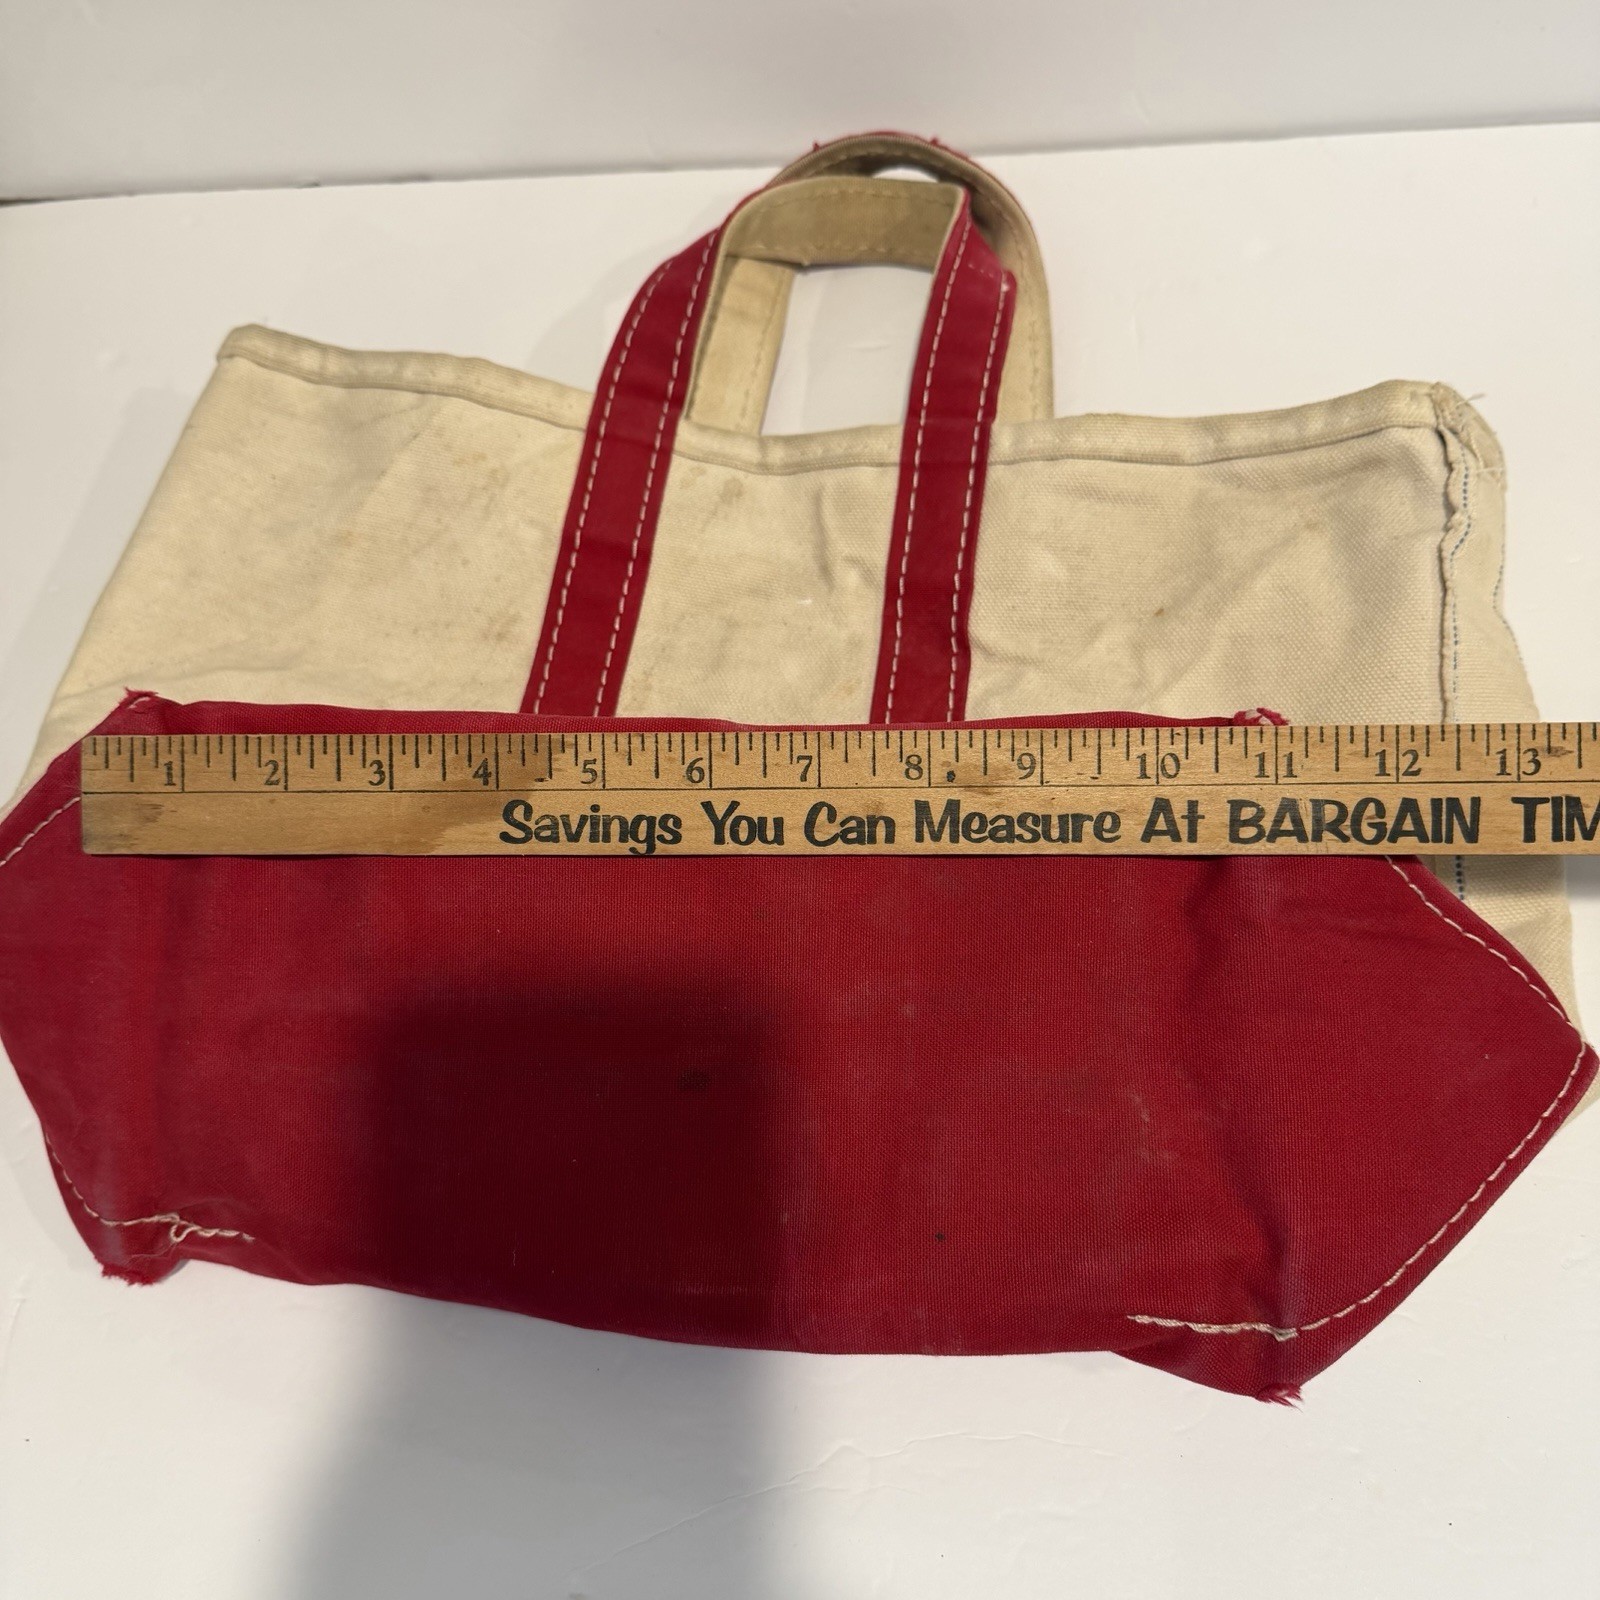 1 2 3 4 5 6 7 8 9 10 11 12 13
Savings You Can Measure At BARGAIN TIM